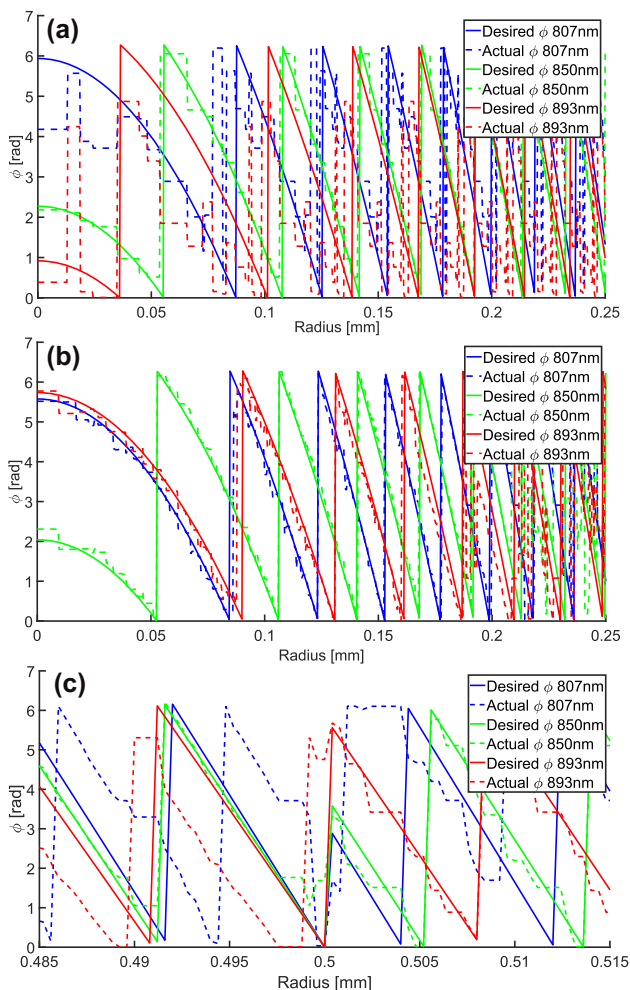 (a)
7
6
5
4
3
2
1
0
ϕ [rad]
Desired ϕ 807nm
Actual ϕ 807nm
Desired ϕ 850nm
Actual ϕ 850nm
Desired ϕ 893nm
Actual ϕ 893nm
0 0.05 0.1 0.15 0.2 0.25
Radius [mm]
(b)
7
6
5
4
3
2
1
0
ϕ [rad]
Desired ϕ 807nm
Actual ϕ 807nm
Desired ϕ 850nm
Actual ϕ 850nm
Desired ϕ 893nm
Actual ϕ 893nm
0 0.05 0.1 0.15 0.2 0.25
Radius [mm]
(c)
7
6
5
4
3
2
1
0
ϕ [rad]
Desired ϕ 807nm
Actual ϕ 807nm
Desired ϕ 850nm
Actual ϕ 850nm
Desired ϕ 893nm
Actual ϕ 893nm
0.485 0.49 0.495 0.5 0.505 0.51 0.515
Radius [mm]